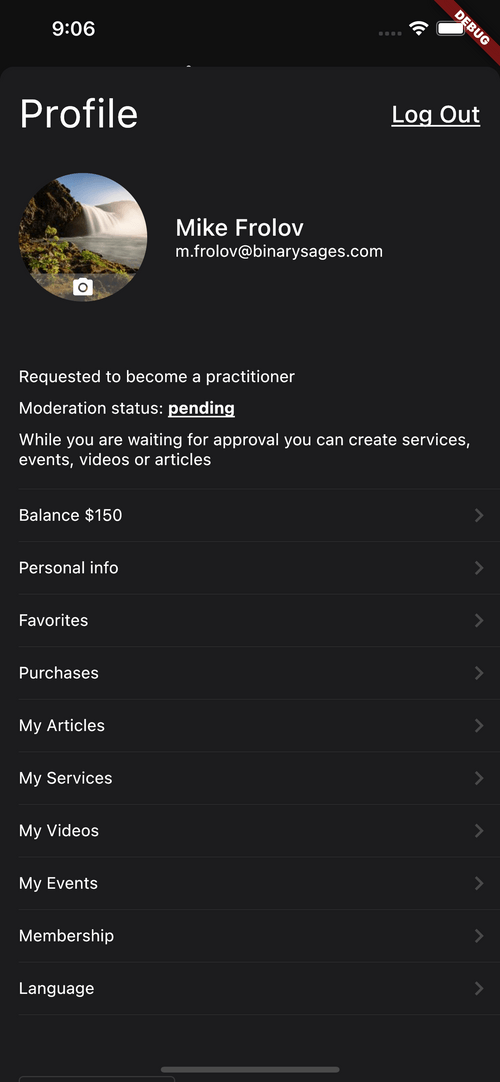 9:06
DEBUG
Profile
Log Out
Mike Frolov
m.frolov@binarysages.com
Requested to become a practitioner
Moderation status: pending
While you are waiting for approval you can create services,
events, videos or articles
Balance $150
Personal info
Favorites
Purchases
My Articles
My Services
My Videos
My Events
Membership
Language